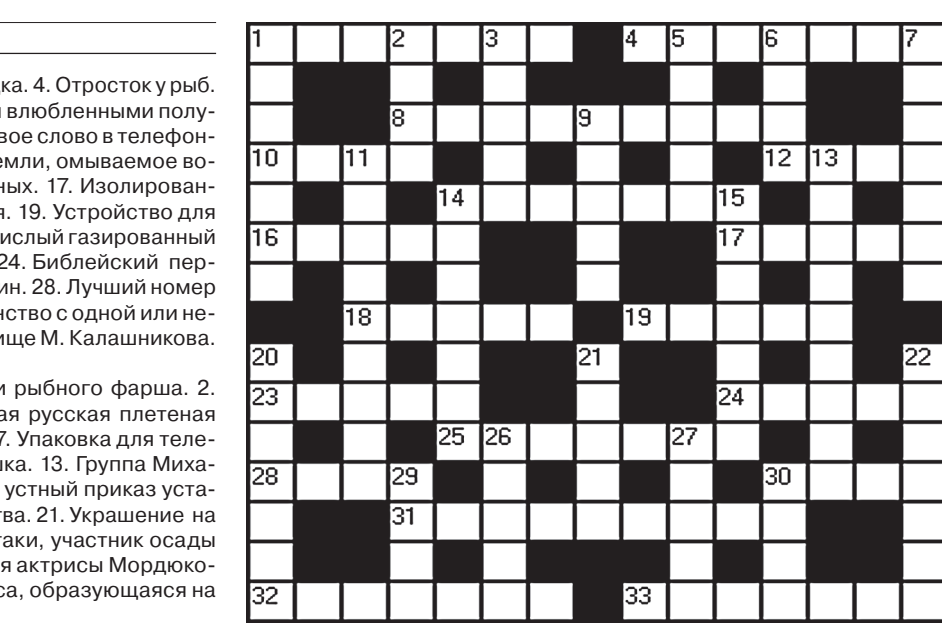 ка. 4. Отросток у рыб.
влюбленными полу-
вое слово в телефон-
емли, омываемое во-
ных. 17. Изолирован-
я. 19. Устройство для
ислый газированный
24. Библейский пер-
ин. 28. Лучший номер
нство с одной или не-
ище М. Калашникова.
и рыбного фарша. 2.
ая русская плетеная
7. Упаковка для теле-
шка. 13. Группа Миха-
устный приказ уста-
тва. 21. Украшение на
таки, участник осады
я актрисы Мордюко-
са, образующаяся на
1 2 3 4 5 6 7
8 9
10 11 12 13
14 15
16 17
18 19
20 21 22
23 24
25 26 27
28 29 30
31
32 33